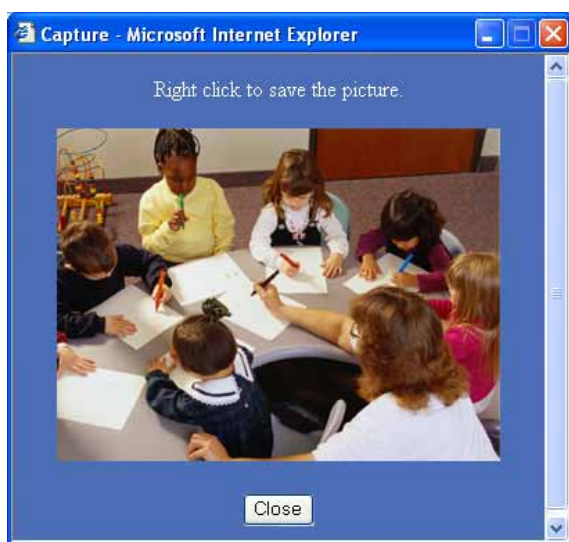 Capture - Microsoft Internet Explorer
Right click to save the picture.
Close